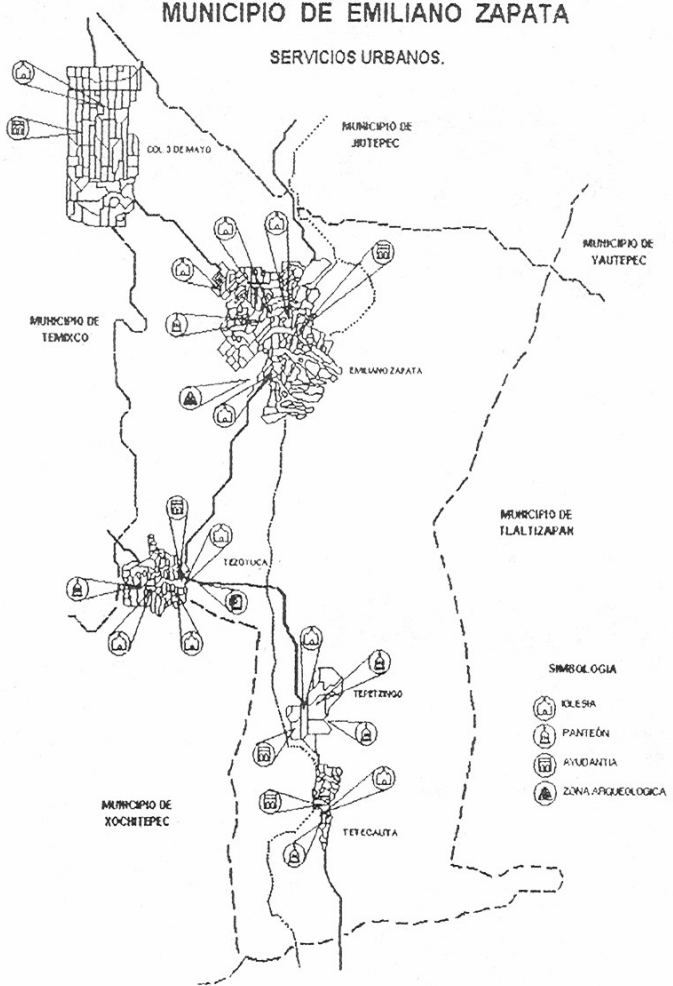 MUNICIPIO DE EMILIANO ZAPATA
SERVICIOS URBANOS.
MUNICIPIO DE
JIUTEPEC
COL. 3 DE MAYO
MUNICIPIO DE
YAUTEPEC
MUNICIPIO DE
TEMIXCO
EMILIANO ZAPATA
MUNICIPIO DE
TLALTIZAPAN
TEZOYUCA
SIMBOLOGIA
TEPETZINGO
IGLESIA
PANTEÓN
AYUDANTIA
ZONA ARQUEOLOGICA
MUNICIPIO DE
XOCHITEPEC
TETECALITA